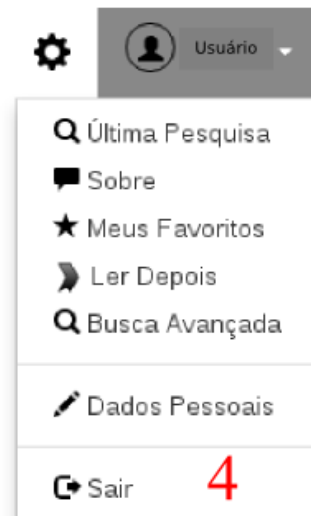 Usuário
Última Pesquisa
Sobre
Meus Favoritos
Ler Depois
Busca Avançada
Dados Pessoais
Sair 4